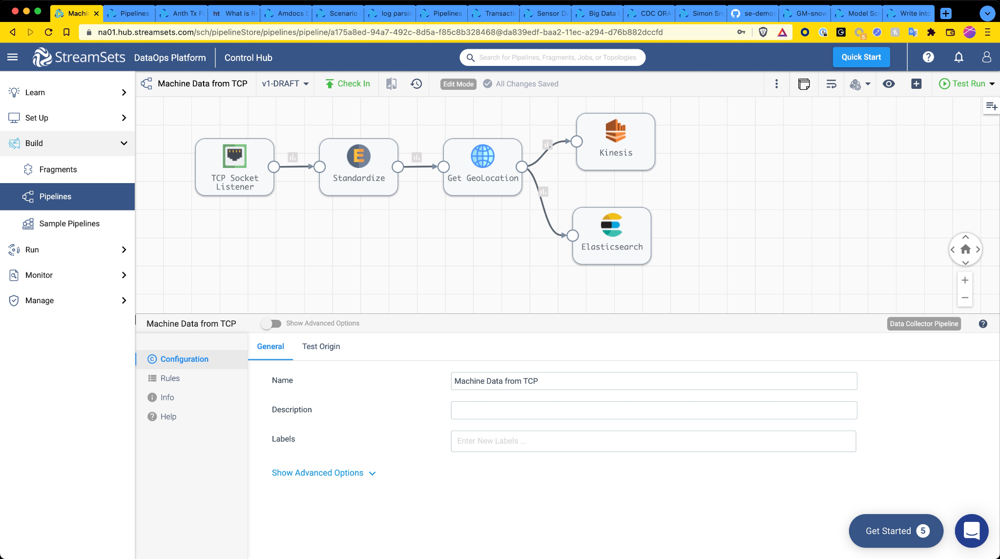 Machi
Pipelines
Anth Tx Fu
ht What is Re
Amdocs D
Scenario
log parsin
Pipelines
Transactic
Sensor Da
Big Data L
CDC ORA
Simon Sn
se-demos
GM-snow
Model Sc
Write into
na01.hub.streamsets.com/sch/pipelineStore/pipelines/pipeline/a175a8ed-94a7-492c-8d5a-f85c8b328468@da839edf-baa2-11ec-a294-d76b882dccfd
5
StreamSets DataOps Platform Control Hub
Search for Pipelines, Fragments, Jobs, or Topologies
Quick Start
Learn
Set Up
Build
Fragments
Pipelines
Sample Pipelines
Run
Monitor
Manage
Machine Data from TCP
v1-DRAFT
Check In
Edit Mode
All Changes Saved
Test Run
TCP Socket
Listener
E
Standardize
Get GeoLocation
Kinesis
Elasticsearch
Machine Data from TCP
Show Advanced Options
Data Collector Pipeline
Configuration
Rules
Info
Help
General
Test Origin
Name
Machine Data from TCP
Description
Labels
Enter New Labels ...
Show Advanced Options
Get Started 5